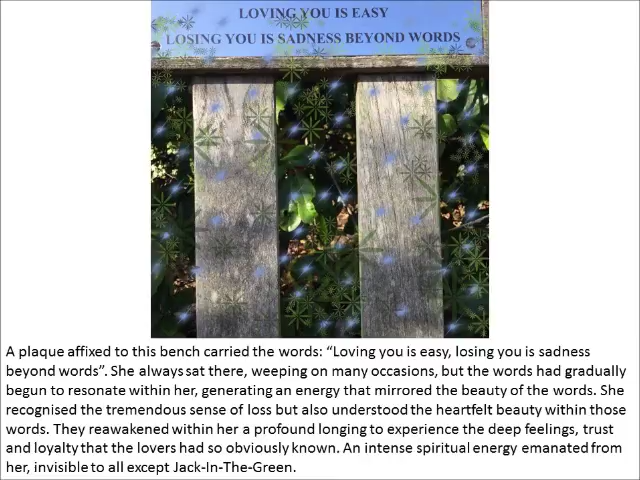 LOVING YOU IS EASY
LOSING YOU IS SADNESS BEYOND WORDS
A plaque affixed to this bench carried the words: “Loving you is easy, losing you is sadness
beyond words”. She always sat there, weeping on many occasions, but the words had gradually
begun to resonate within her, generating an energy that mirrored the beauty of the words. She
recognised the tremendous sense of loss but also understood the heartfelt beauty within those
words. They reawakened within her a profound longing to experience the deep feelings, trust
and loyalty that the lovers had so obviously known. An intense spiritual energy emanated from
her, invisible to all except Jack-In-The-Green.